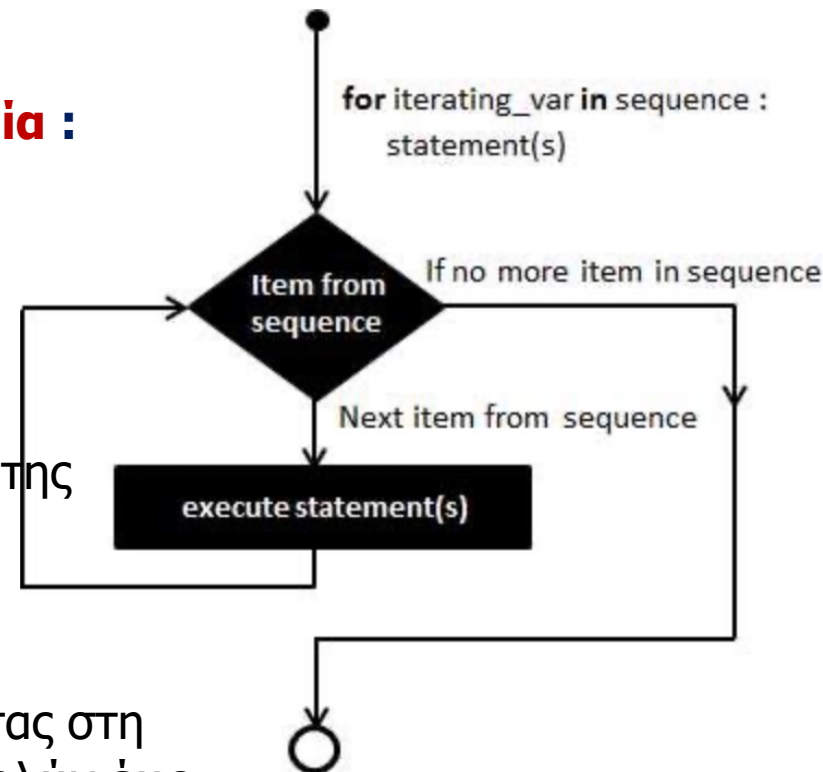 ία :
for iterating_var in sequence :
statement(s)
If no more item in sequence
Item from
sequence
Next item from sequence
της
execute statement(s)
τας στη